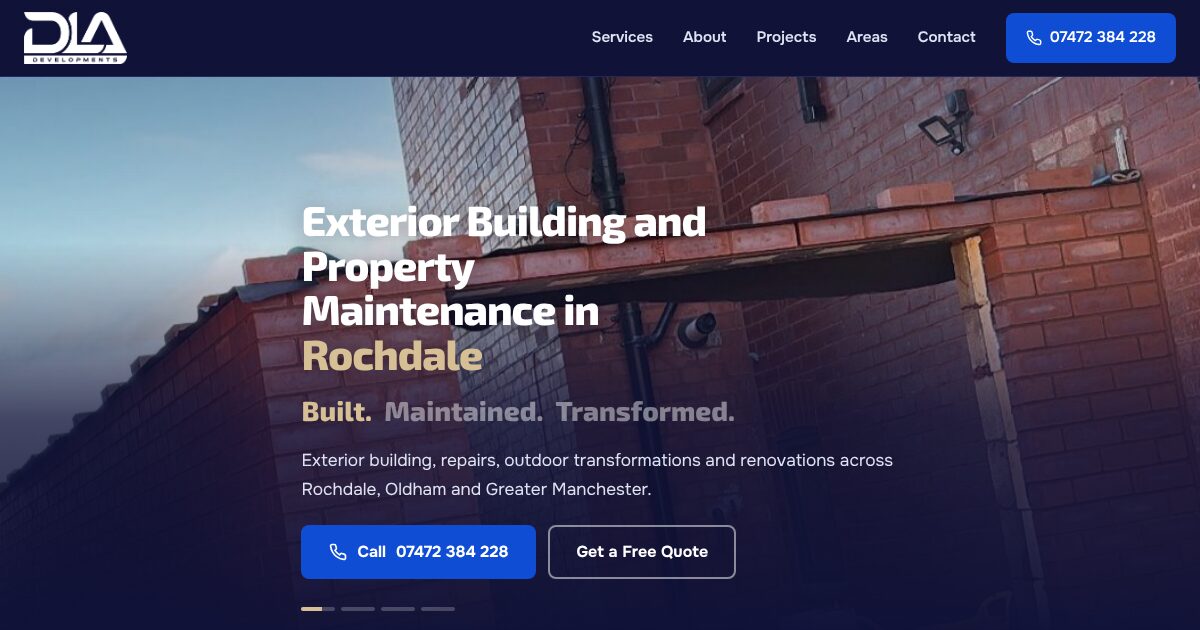 DLA
DEVELOPMENTS
Services
About
Projects
Areas
Contact
07472 384 228
Exterior Building and
Property
Maintenance in
Rochdale
Built. Maintained. Transformed.
Exterior building, repairs, outdoor transformations and renovations across
Rochdale, Oldham and Greater Manchester.
Call 07472 384 228
Get a Free Quote